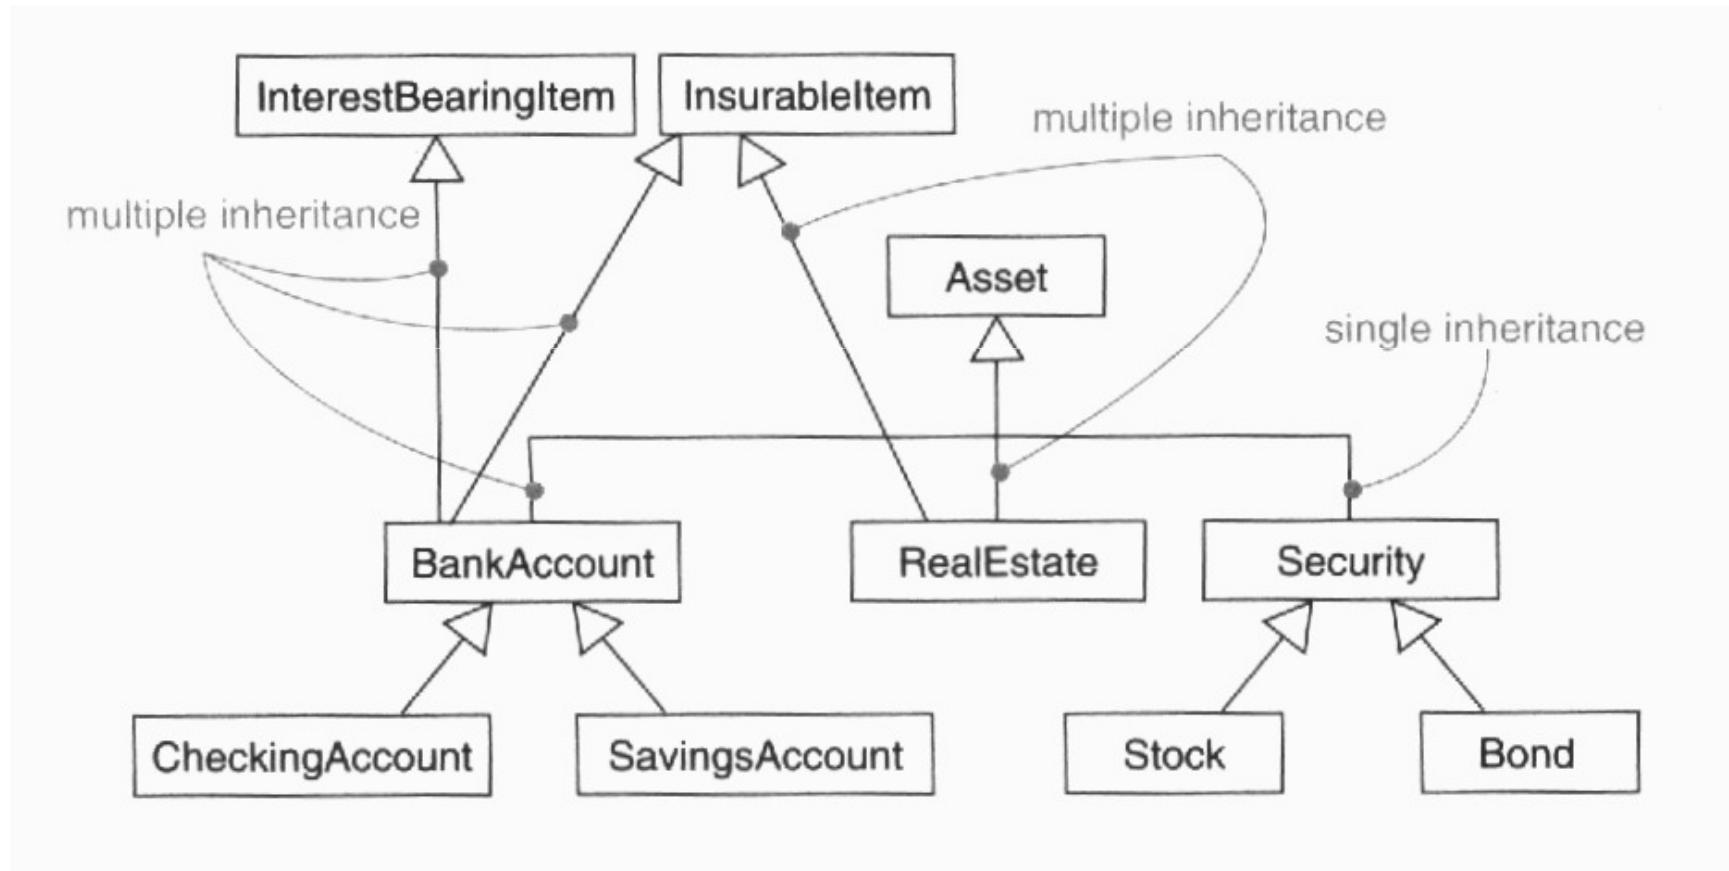 InterestBearingItem
InsurableItem
multiple inheritance
multiple inheritance
Asset
single inheritance
BankAccount
RealEstate
Security
CheckingAccount
SavingsAccount
Stock
Bond